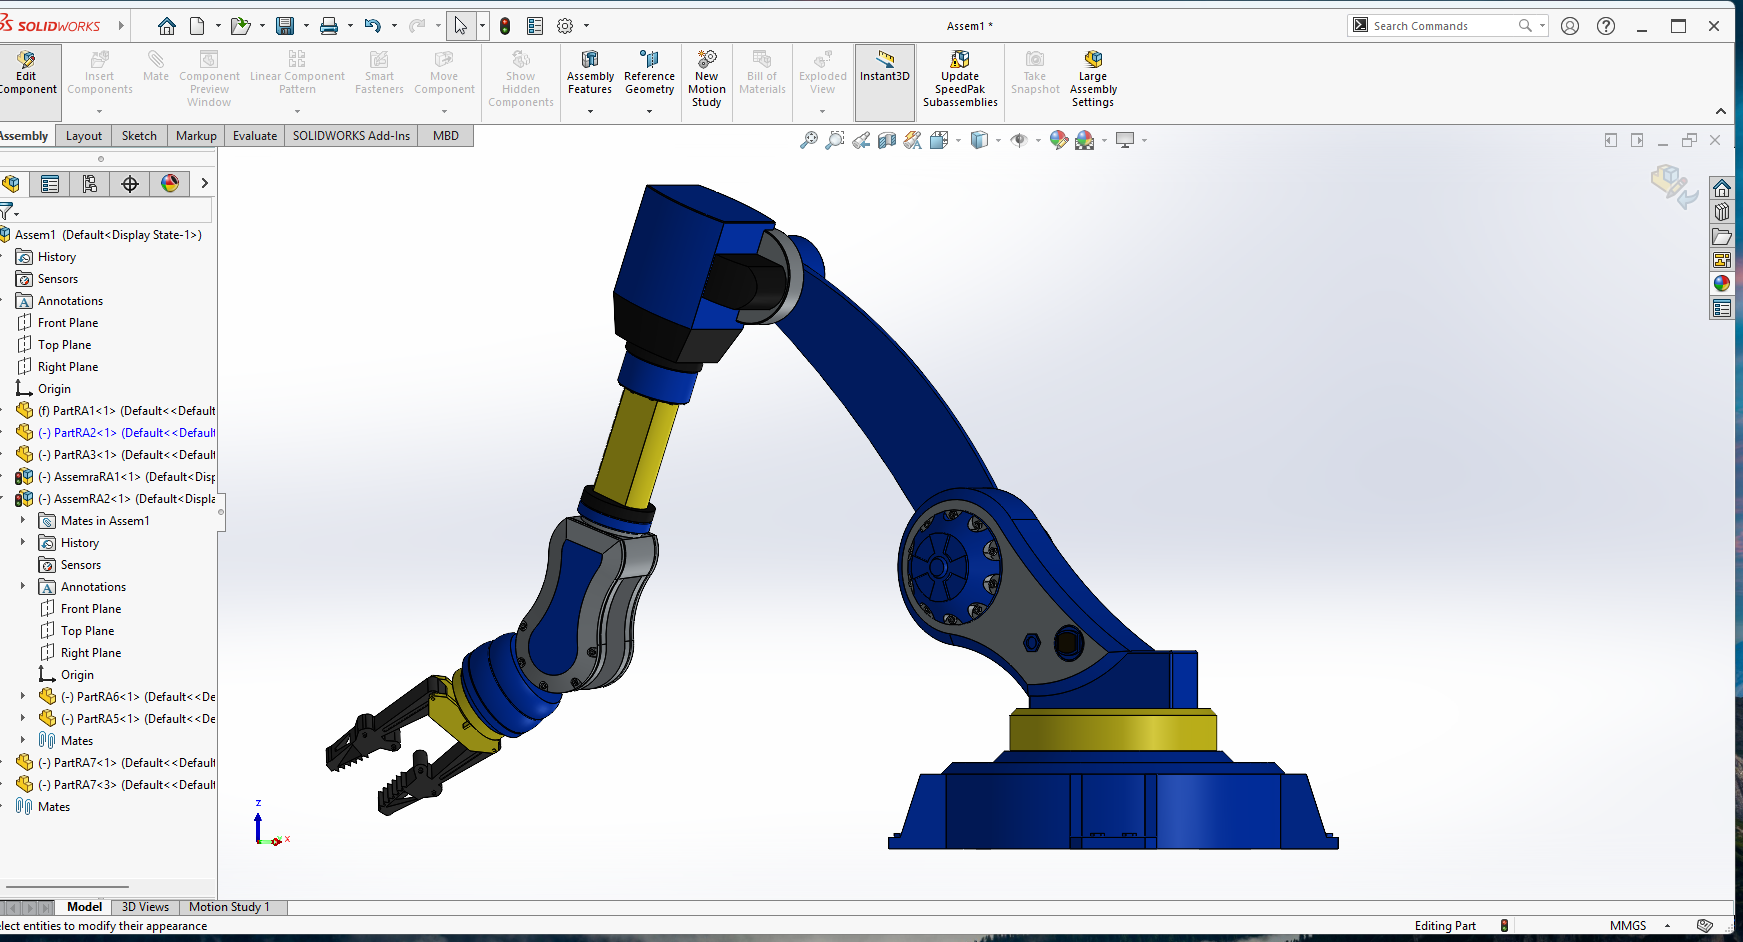 SOLIDWORKS
Assem1 *
Search Commands
Edit Component
Insert Components
Mate
Component Preview Window
Linear Component Pattern
Smart Fasteners
Move Component
Show Hidden Components
Assembly Features
Reference Geometry
New Motion Study
Bill of Materials
Exploded View
Instant3D
Update SpeedPak Subassemblies
Take Snapshot
Large Assembly Settings
Assembly
Layout
Sketch
Markup
Evaluate
SOLIDWORKS Add-Ins
MBD
Assem1 (Default<Display State-1>)
History
Sensors
Annotations
Front Plane
Top Plane
Right Plane
Origin
(f) PartRA1<1> (Default<<Default
(-) PartRA2<1> (Default<<Default
(-) PartRA3<1> (Default<<Default
(-) AssemraRA1<1> (Default<Disp
(-) AssemRA2<1> (Default<Displa
Mates in Assem1
History
Sensors
Annotations
Front Plane
Top Plane
Right Plane
Origin
(-) PartRA6<1> (Default<<De
(-) PartRA5<1> (Default<<De
Mates
(-) PartRA7<1> (Default<<Default
(-) PartRA7<3> (Default<<Default
Mates
Z
X
Model
3D Views
Motion Study 1
elect entities to modify their appearance
Editing Part
MMGS